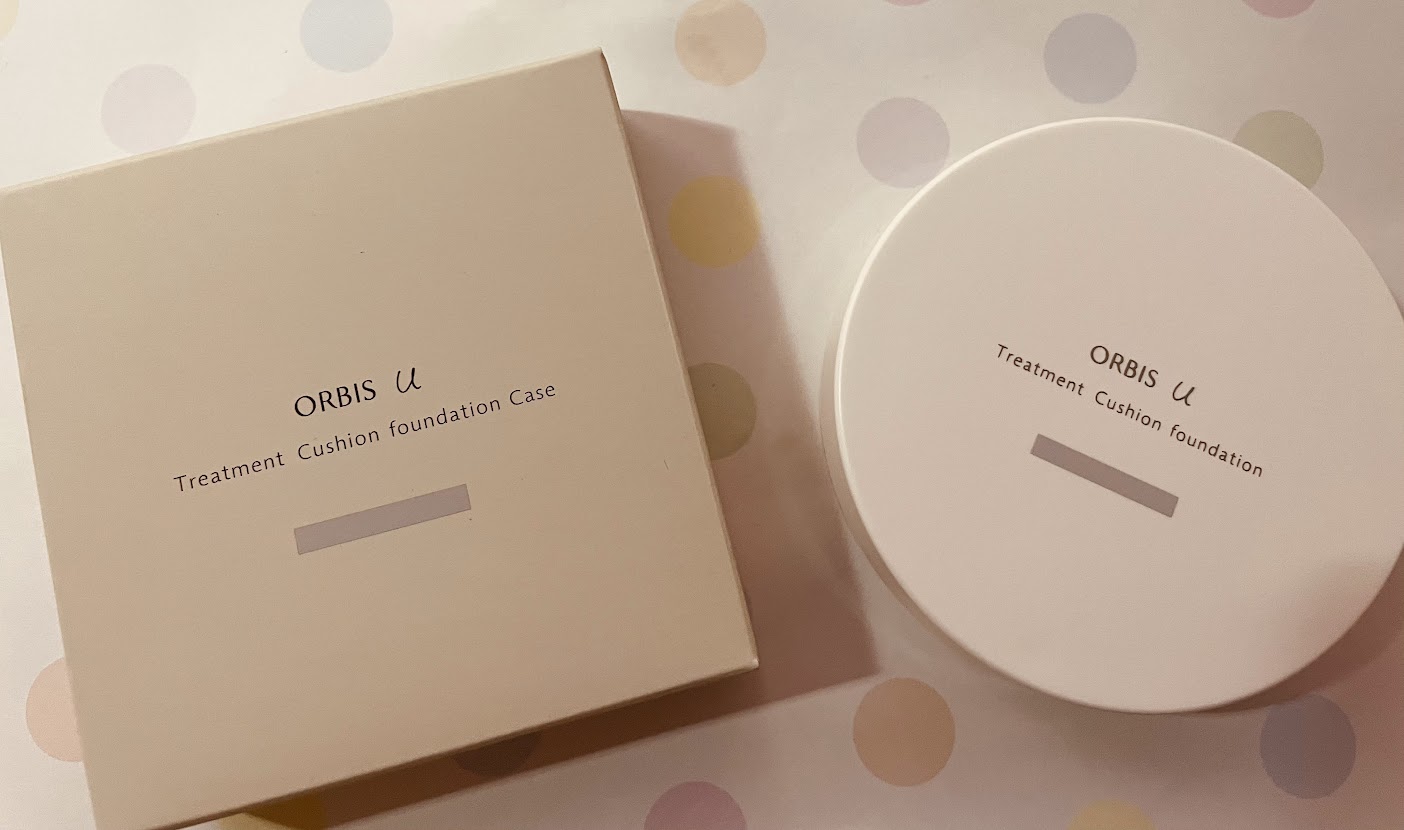 ORBIS u
Treatment Cushion foundation Case
ORBIS u
Treatment Cushion foundation